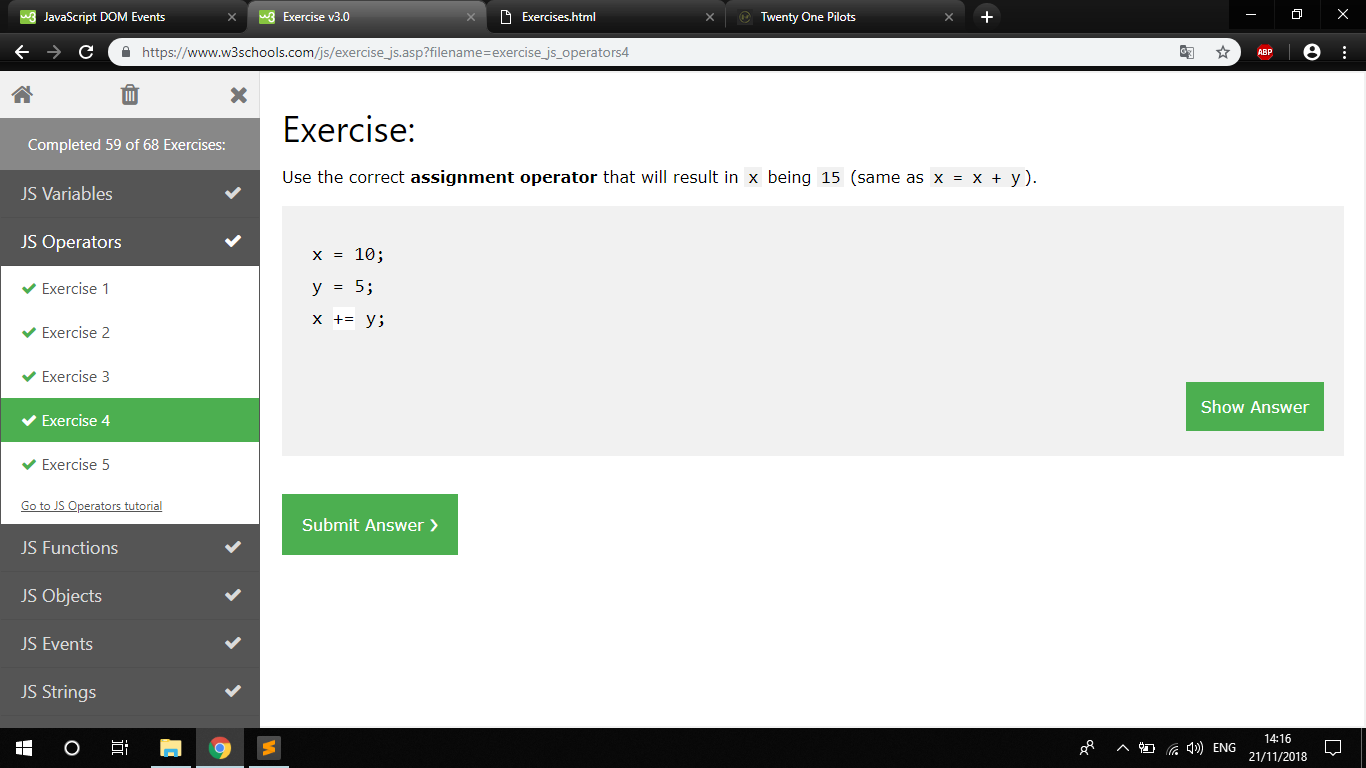 JavaScript DOM Events
Exercise v3.0
Exercises.html
Twenty One Pilots
https://www.w3schools.com/js/exercise_js.asp?filename=exercise_js_operators4
ABP
Completed 59 of 68 Exercises:
JS Variables
JS Operators
Exercise 1
Exercise 2
Exercise 3
Exercise 4
Exercise 5
Go to JS Operators tutorial
JS Functions
JS Objects
JS Events
JS Strings
Exercise:
Use the correct assignment operator that will result in x being 15 (same as x = x + y).
x = 10;
y = 5;
x += y;
Show Answer
Submit Answer ❯
ENG
14:16
21/11/2018